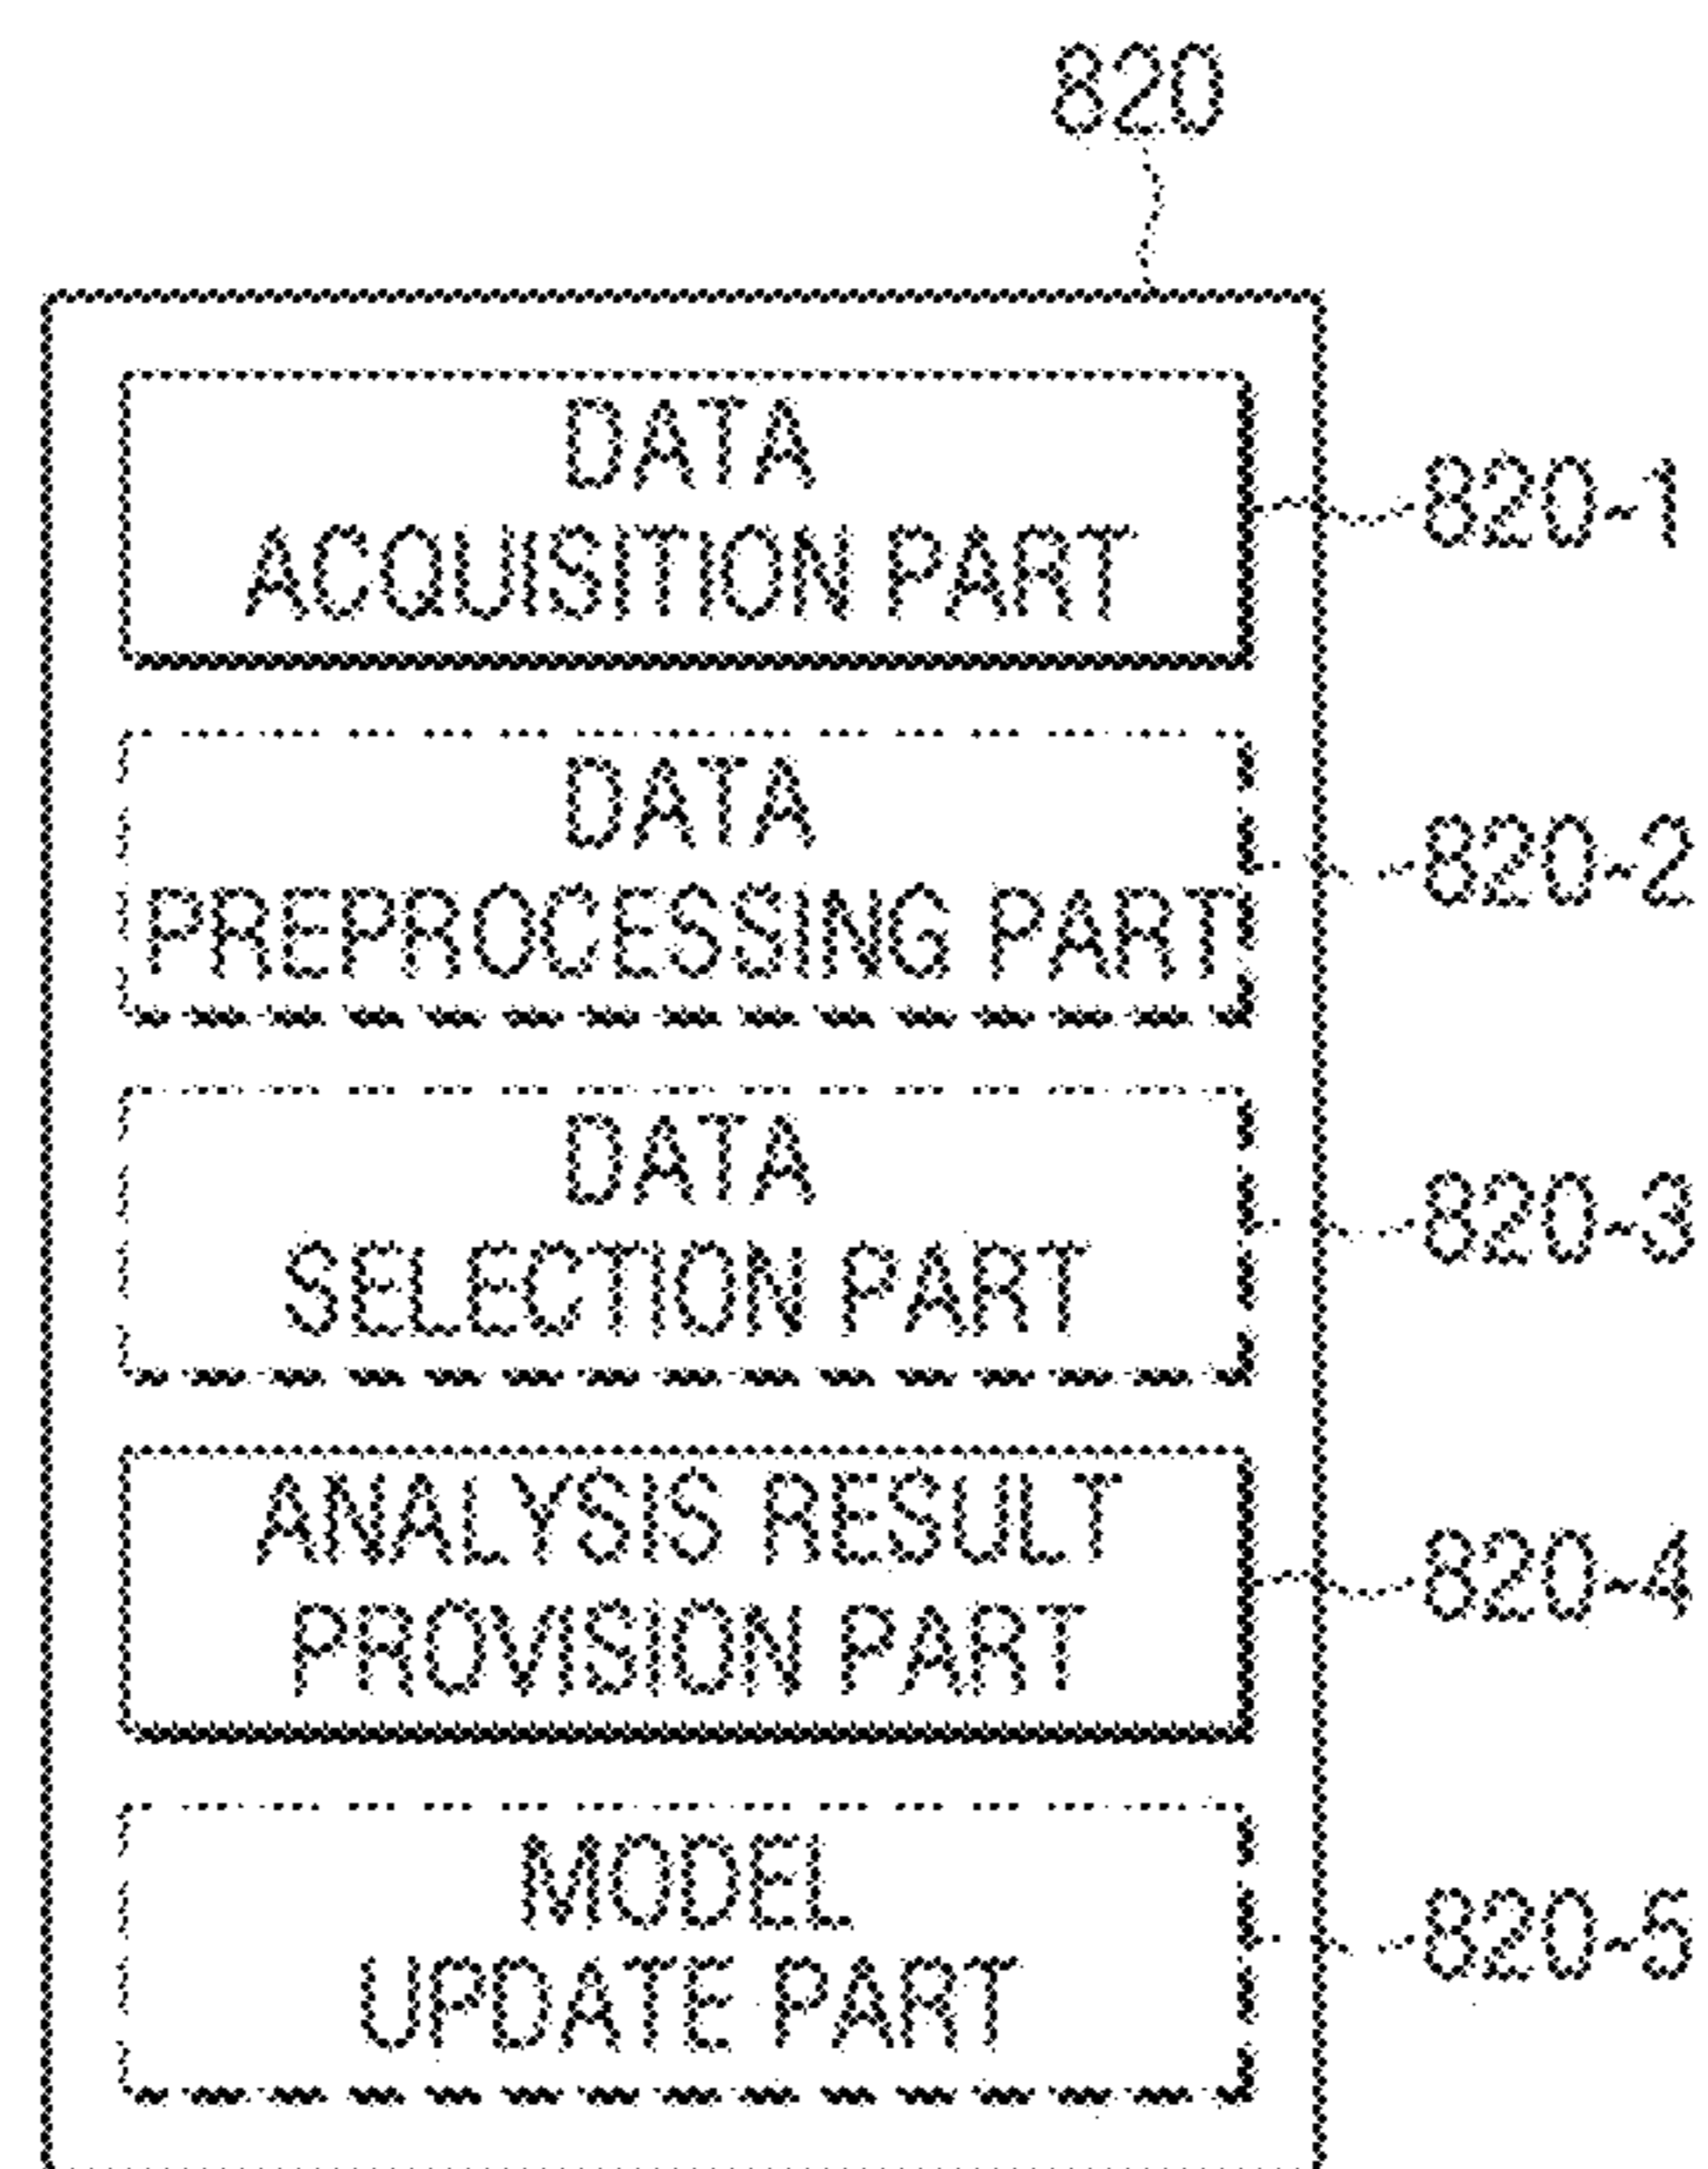 820
DATA
ACQUISITION PART
820-1
DATA
PREPROCESSING PART
820-2
DATA
SELECTION PART
820-3
ANALYSIS RESULT
PROVISION PART
820-4
MODEL
UPDATE PART
820-5